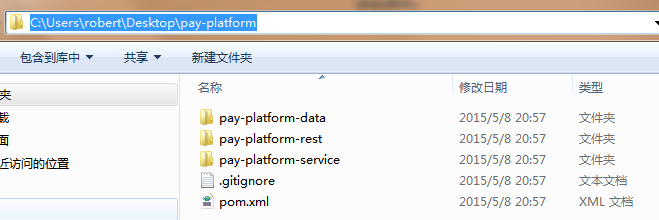 C:\Users\robert\Desktop\pay-platform
包含到库中 共享 新建文件夹
名称 修改日期 类型
夹
载
面
近访问的位置
pay-platform-data 2015/5/8 20:57 文件夹
pay-platform-rest 2015/5/8 20:57 文件夹
pay-platform-service 2015/5/8 20:57 文件夹
.gitignore 2015/5/8 20:57 文本文档
pom.xml 2015/5/8 20:57 XML 文档